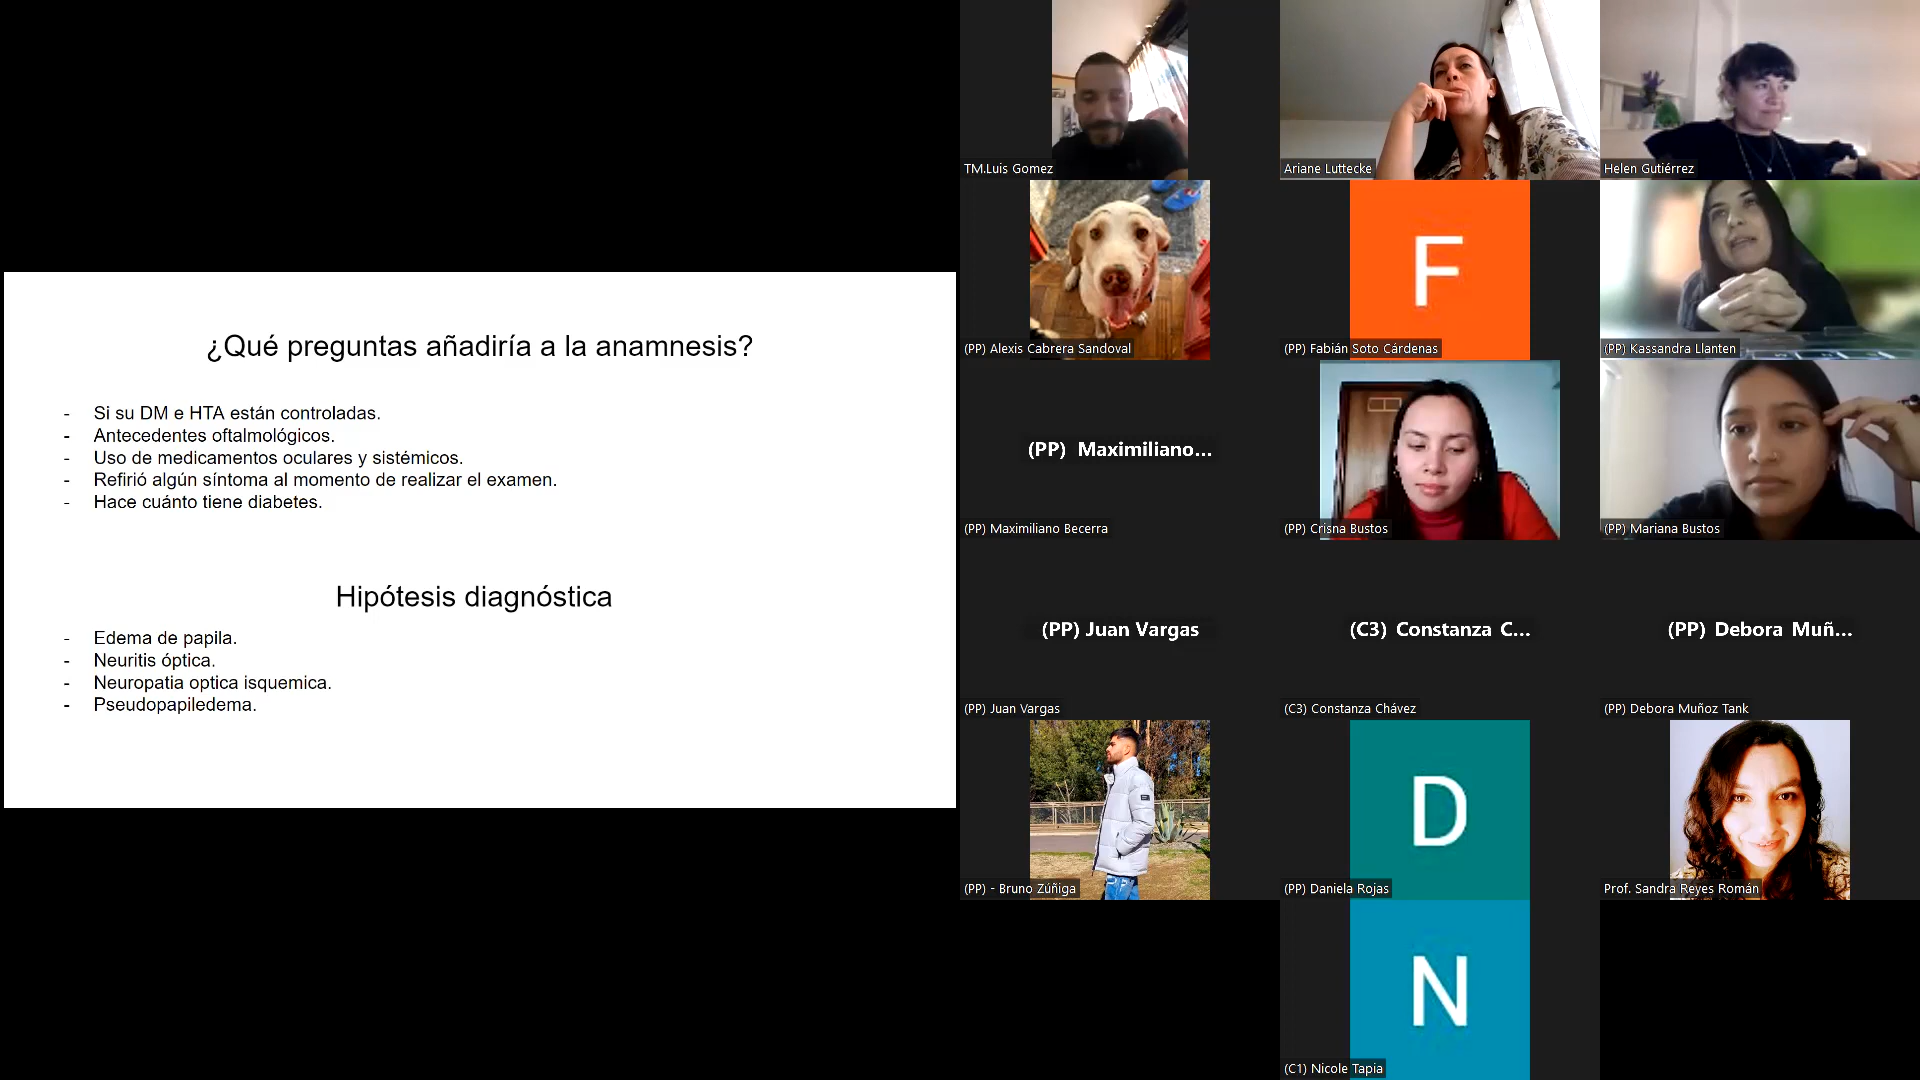 ¿Qué preguntas añadiría a la anamnesis?
- Si su DM e HTA están controladas.
- Antecedentes oftalmológicos.
- Uso de medicamentos oculares y sistémicos.
- Refirió algún síntoma al momento de realizar el examen.
- Hace cuánto tiene diabetes.
Hipótesis diagnóstica
- Edema de papila.
- Neuritis óptica.
- Neuropatia optica isquemica.
- Pseudopapiledema.
TM.Luis Gomez
Ariane Luttecke
Helen Gutiérrez
(PP) Alexis Cabrera Sandoval
F
(PP) Fabián Soto Cárdenas
(PP) Kassandra Llanten
(PP) Maximiliano...
(PP) Maximiliano Becerra
(PP) Crisna Bustos
(PP) Mariana Bustos
(PP) Juan Vargas
(PP) Juan Vargas
(C3) Constanza C...
(C3) Constanza Chávez
(PP) Debora Muñ...
(PP) Debora Muñoz Tank
(PP) - Bruno Zúñiga
D
(PP) Daniela Rojas
Prof. Sandra Reyes Román
N
(C1) Nicole Tapia